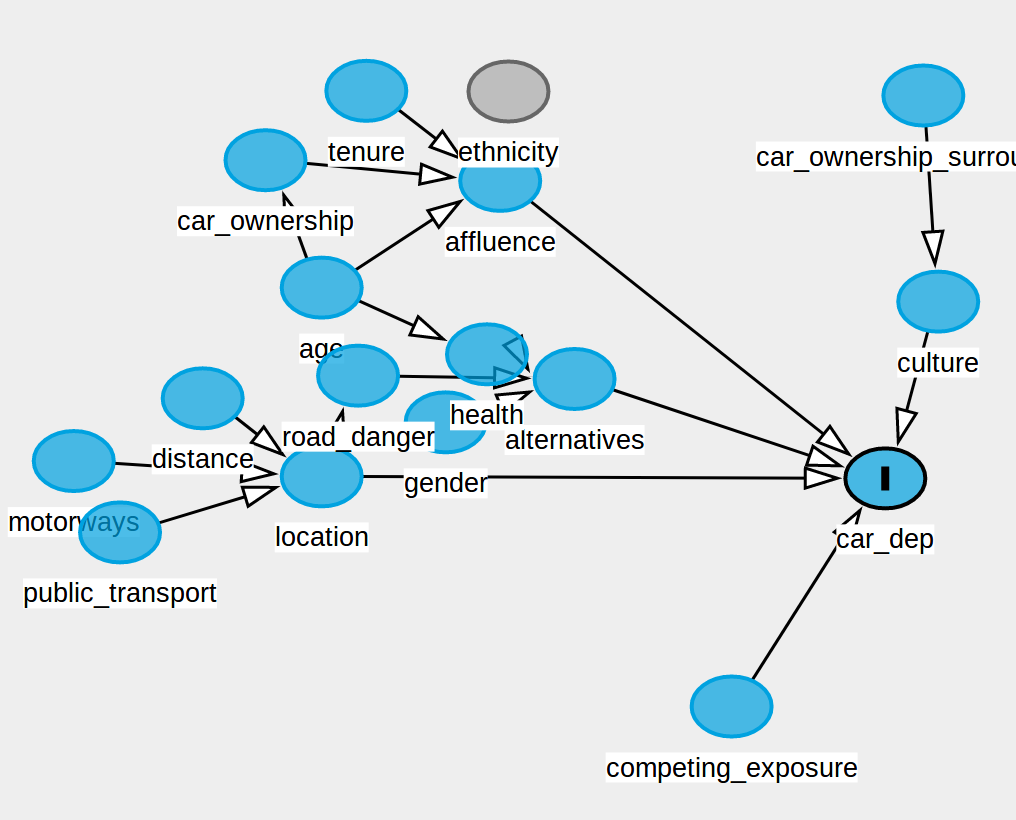 tenure
ethnicity
car_ownership_surrou
car_ownership
affluence
age
culture
health
road_danger
alternatives
distance
gender
motorways
location
car_dep
public_transport
competing_exposure